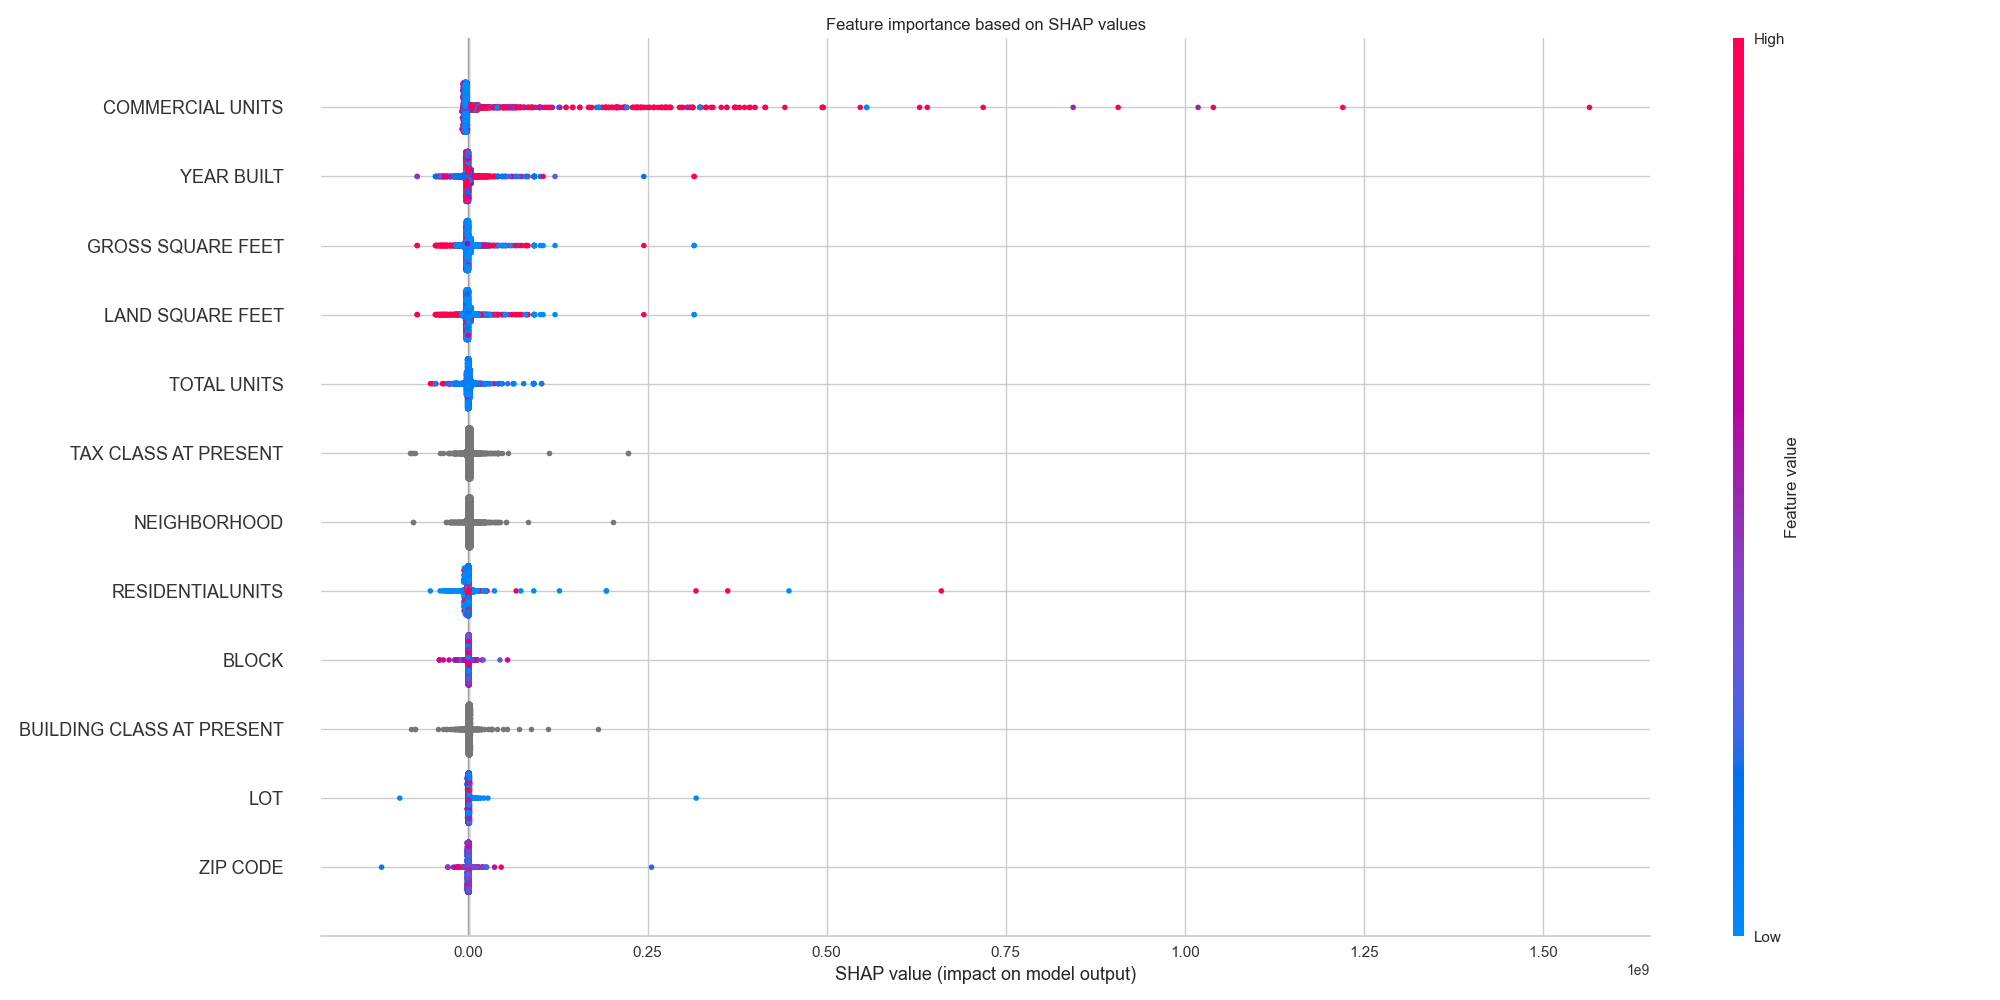 Feature importance based on SHAP values
High
COMMERCIAL UNITS
YEAR BUILT
GROSS SQUARE FEET
LAND SQUARE FEET
TOTAL UNITS
TAX CLASS AT PRESENT
NEIGHBORHOOD
RESIDENTIALUNITS
BLOCK
BUILDING CLASS AT PRESENT
LOT
ZIP CODE
Feature value
Low
0.00 0.25 0.50 0.75 1.00 1.25 1.50
1e9
SHAP value (impact on model output)